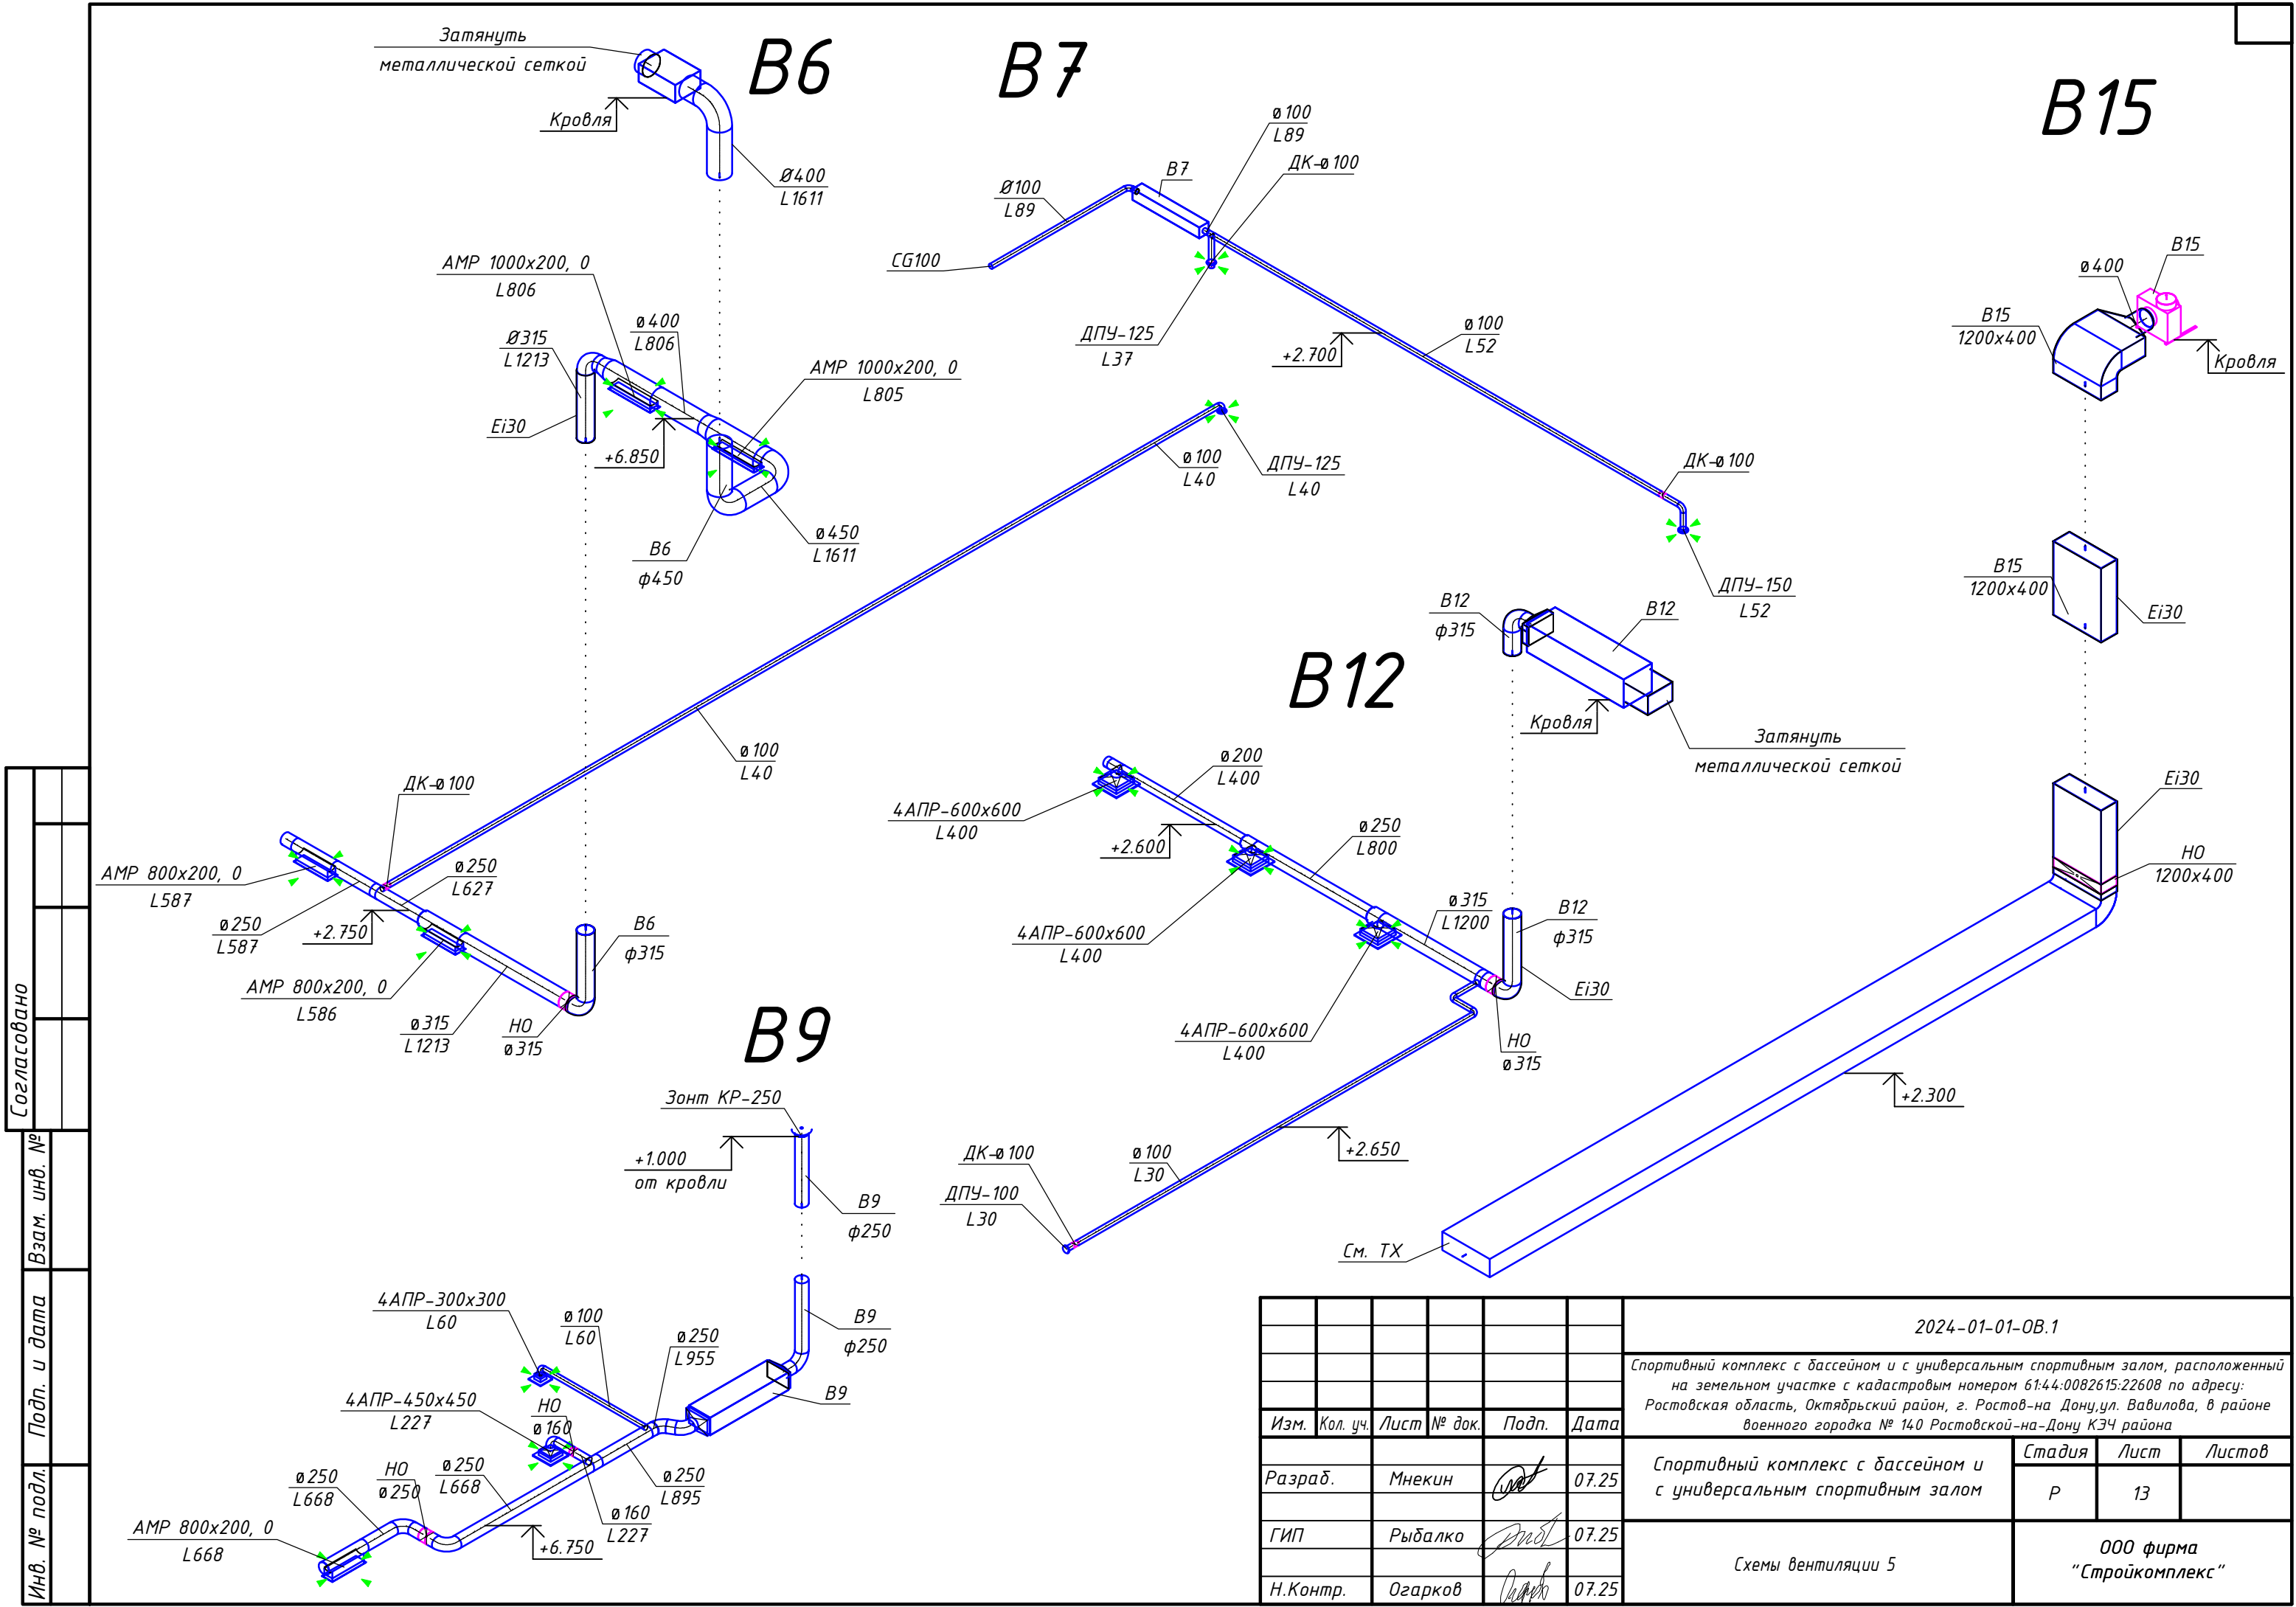 В6
Затянуть
металлической сеткой
Кровля
Ø400
L1611
АМР 1000х200, 0
L806
Ø315
L1213
ø400
L806
АМР 1000х200, 0
L805
Ei30
+6.850
В6
ф450
ø450
L1611
ДК-ø100
ø100
L40
ø100
L40
ДПУ-125
L40
АМР 800х200, 0
L587
ø250
L587
ø250
L627
+2.750
АМР 800х200, 0
L586
ø315
L1213
НО
ø315
В6
ф315
В7
ø100
L89
ДК-ø100
В7
Ø100
L89
CG100
ДПУ-125
L37
+2.700
ø100
L52
ДК-ø100
ДПУ-150
L52
В15
В15
ø400
В15
1200х400
Кровля
В15
1200х400
Ei30
Ei30
НО
1200х400
+2.300
См. ТХ
В12
В12
ф315
В12
Кровля
Затянуть
металлической сеткой
ø200
L400
4АПР-600х600
L400
+2.600
ø250
L800
4АПР-600х600
L400
ø315
L1200
В12
ф315
Ei30
4АПР-600х600
L400
НО
ø315
+2.650
ДК-ø100
ø100
L30
ДПУ-100
L30
В9
Зонт КР-250
+1.000
от кровли
В9
ф250
В9
ф250
В9
4АПР-300х300
L60
ø100
L60
ø250
L955
4АПР-450х450
L227
НО
ø160
ø250
L668
НО
ø250
ø250
L668
ø250
L895
ø160
L227
АМР 800х200, 0
L668
+6.750
Согласовано
Взам. инв. №
Подп. и дата
Инв. № подл.
2024-01-01-ОВ.1
Спортивный комплекс с бассейном и с универсальным спортивным залом, расположенный
на земельном участке с кадастровым номером 61:44:0082615:22608 по адресу:
Ростовская область, Октябрьский район, г. Ростов-на Дону,ул. Вавилова, в районе
военного городка № 140 Ростовской-на-Дону КЭЧ района
Изм. Кол. уч. Лист № док. Подп. Дата
Разраб. Мнекин 07.25
ГИП Рыбалко 07.25
Н.Контр. Огарков 07.25
Спортивный комплекс с бассейном и
с универсальным спортивным залом
Стадия Лист Листов
Р 13
Схемы вентиляции 5
ООО фирма
"Стройкомплекс"